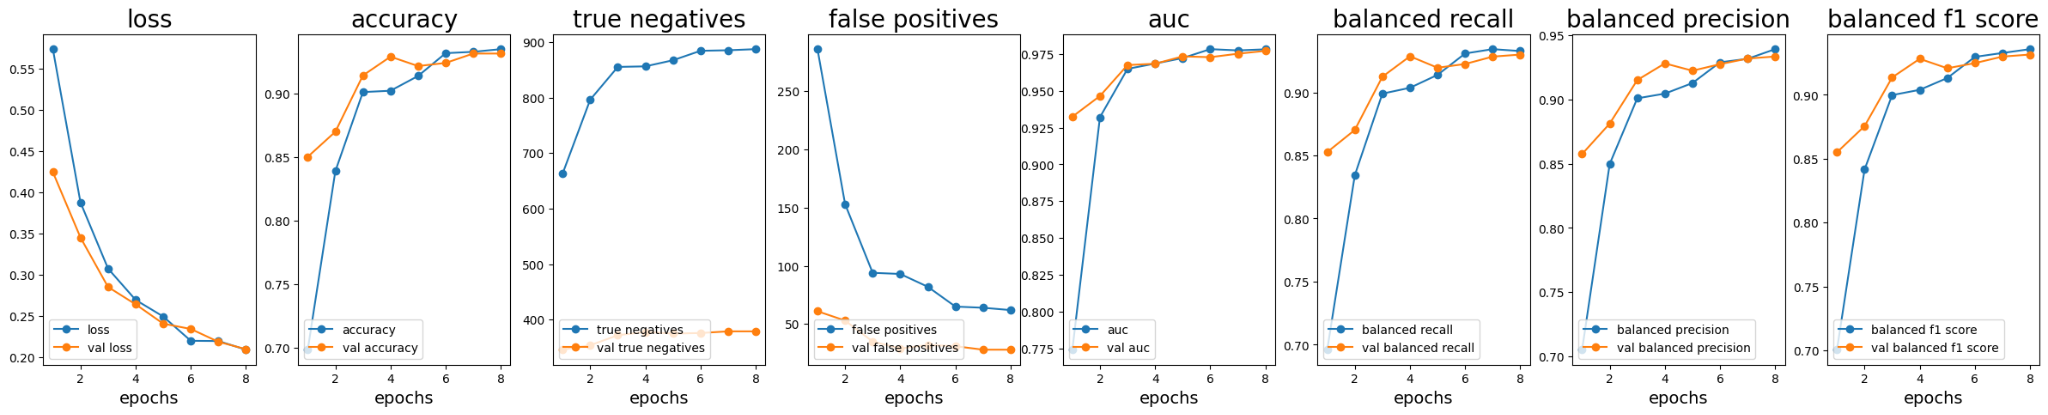 loss
0.55
0.50
0.45
0.40
0.35
0.30
0.25
0.20
loss
val loss
2
4
6
8
epochs
accuracy
0.90
0.85
0.80
0.75
0.70
accuracy
val accuracy
2
4
6
8
epochs
true negatives
900
800
700
600
500
400
true negatives
val true negatives
2
4
6
8
epochs
false positives
250
200
150
100
50
false positives
val false positives
2
4
6
8
epochs
auc
0.975
0.950
0.925
0.900
0.875
0.850
0.825
0.800
0.775
auc
val auc
2
4
6
8
epochs
balanced recall
0.90
0.85
0.80
0.75
0.70
balanced recall
val balanced recall
2
4
6
8
epochs
balanced precision
0.95
0.90
0.85
0.80
0.75
0.70
balanced precision
val balanced precision
2
4
6
8
epochs
balanced f1 score
0.90
0.85
0.80
0.75
0.70
balanced f1 score
val balanced f1 score
2
4
6
8
epochs